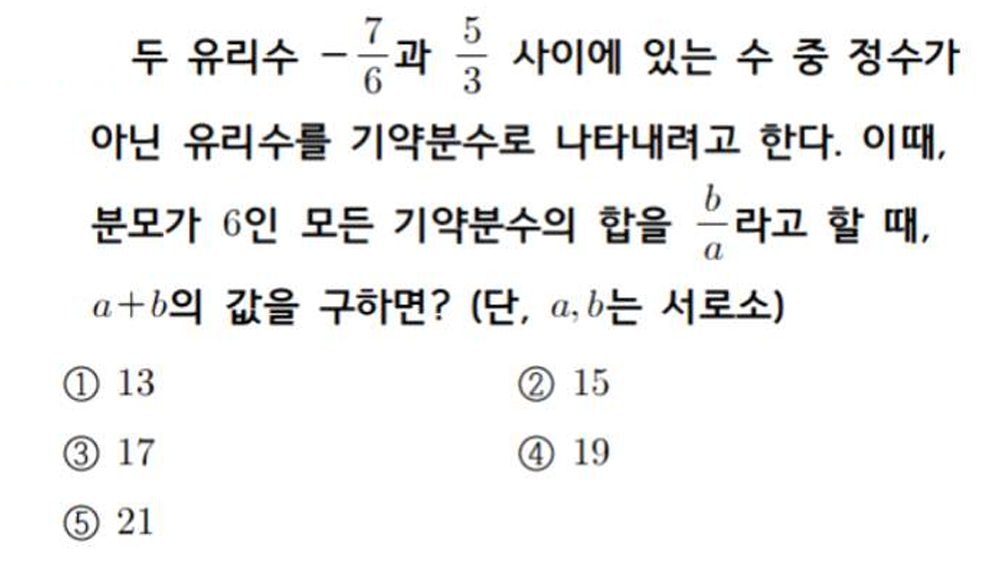 두 유리수 $-\frac{7}{6}$과 $\frac{5}{3}$ 사이에 있는 수 중 정수가
아닌 유리수를 기약분수로 나타내려고 한다. 이때,
분모가 6인 모든 기약분수의 합을 $\frac{b}{a}$라고 할 때,
$a+b$의 값을 구하면? (단, $a, b$는 서로소)
① 13 ② 15
③ 17 ④ 19
⑤ 21